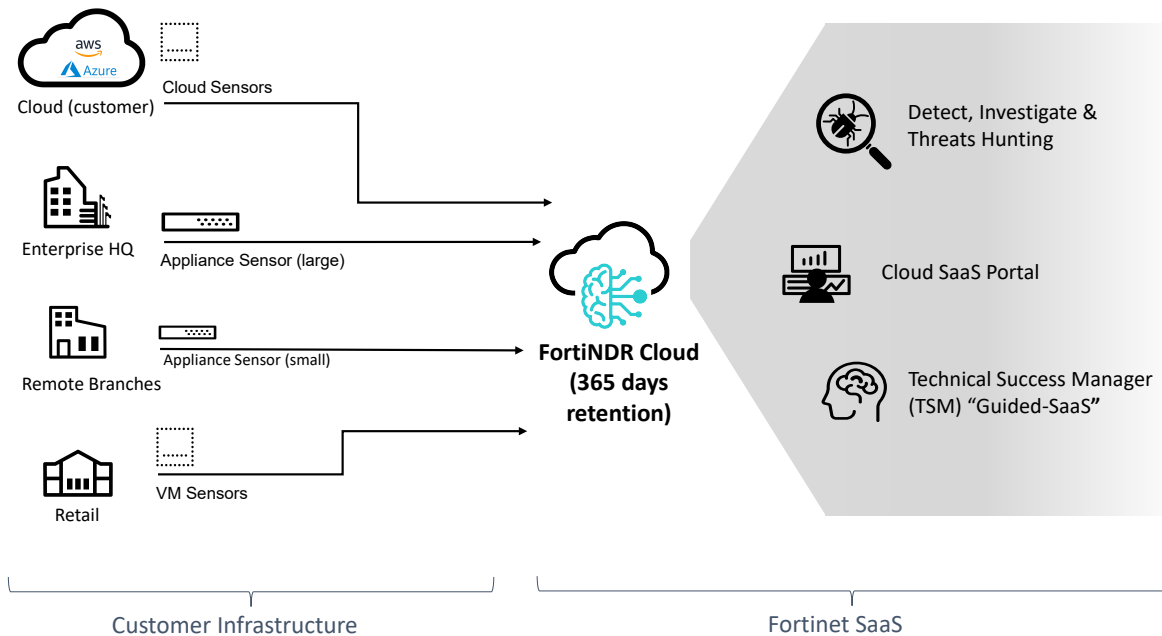 aws
Azure
Cloud (customer)
Cloud Sensors
Enterprise HQ
Appliance Sensor (large)
Remote Branches
Appliance Sensor (small)
Retail
VM Sensors
FortiNDR Cloud
(365 days
retention)
Detect, Investigate &
Threats Hunting
Cloud SaaS Portal
Technical Success Manager
(TSM) “Guided-SaaS”
Customer Infrastructure
Fortinet SaaS